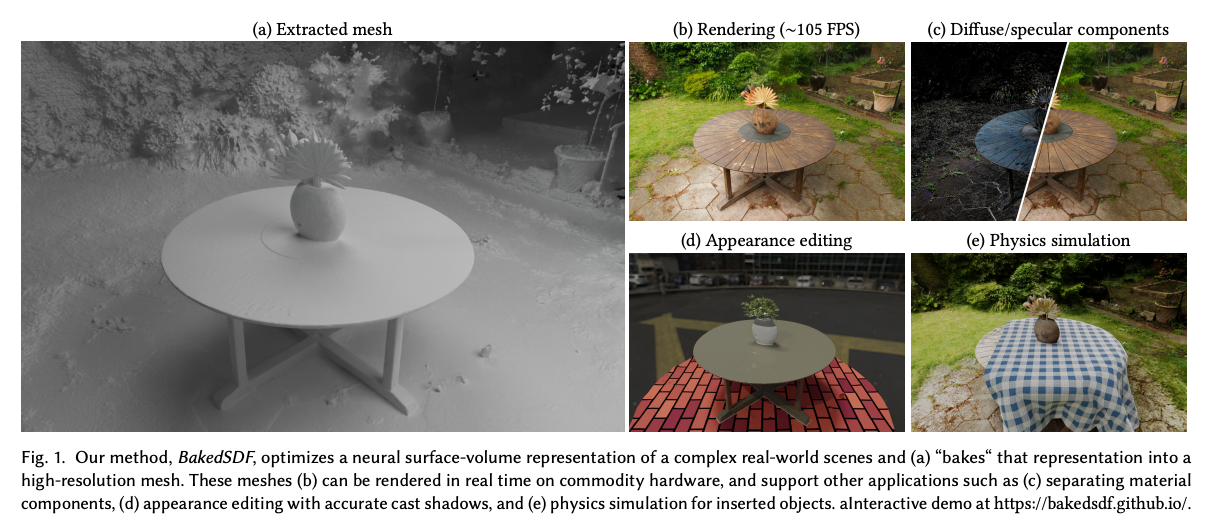 (a) Extracted mesh
(b) Rendering (~105 FPS)
(c) Diffuse/specular components
(d) Appearance editing
(e) Physics simulation
Fig. 1. Our method, BakedSDF, optimizes a neural surface-volume representation of a complex real-world scenes and (a) “bakes“ that representation into a
high-resolution mesh. These meshes (b) can be rendered in real time on commodity hardware, and support other applications such as (c) separating material
components, (d) appearance editing with accurate cast shadows, and (e) physics simulation for inserted objects. aInteractive demo at https://bakedsdf.github.io/.